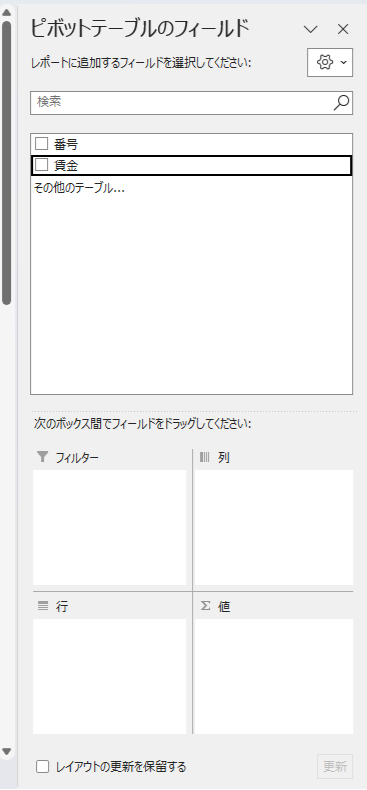 ピボットテーブルのフィールド
レポートに追加するフィールドを選択してください:
検索
番号
賃金
その他のテーブル...
次のボックス間でフィールドをドラッグしてください:
フィルター
列
行
Σ 値
レイアウトの更新を保留する
更新